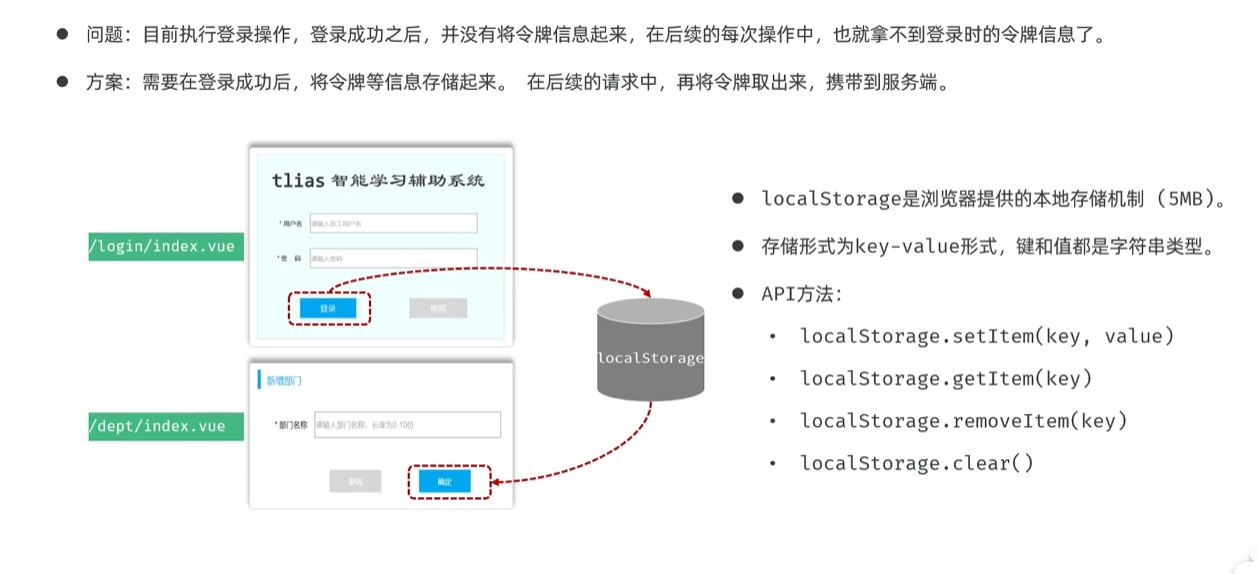 ● 问题：目前执行登录操作，登录成功之后，并没有将令牌信息起来，在后续的每次操作中，也就拿不到登录时的令牌信息了。
● 方案：需要在登录成功后，将令牌等信息存储起来。 在后续的请求中，再将令牌取出来，携带到服务端。
tlias 智能学习辅助系统
* 用户名 请输入员工用户名
/login/index.vue
* 密 码 请输入密码
登录 取消
localStorage
新增部门
/dept/index.vue
* 部门名称 请输入部门名称，长度为2-10位
取消 确定
● localStorage是浏览器提供的本地存储机制（5MB）。
● 存储形式为key-value形式，键和值都是字符串类型。
● API方法：
• localStorage.setItem(key, value)
• localStorage.getItem(key)
• localStorage.removeItem(key)
• localStorage.clear()